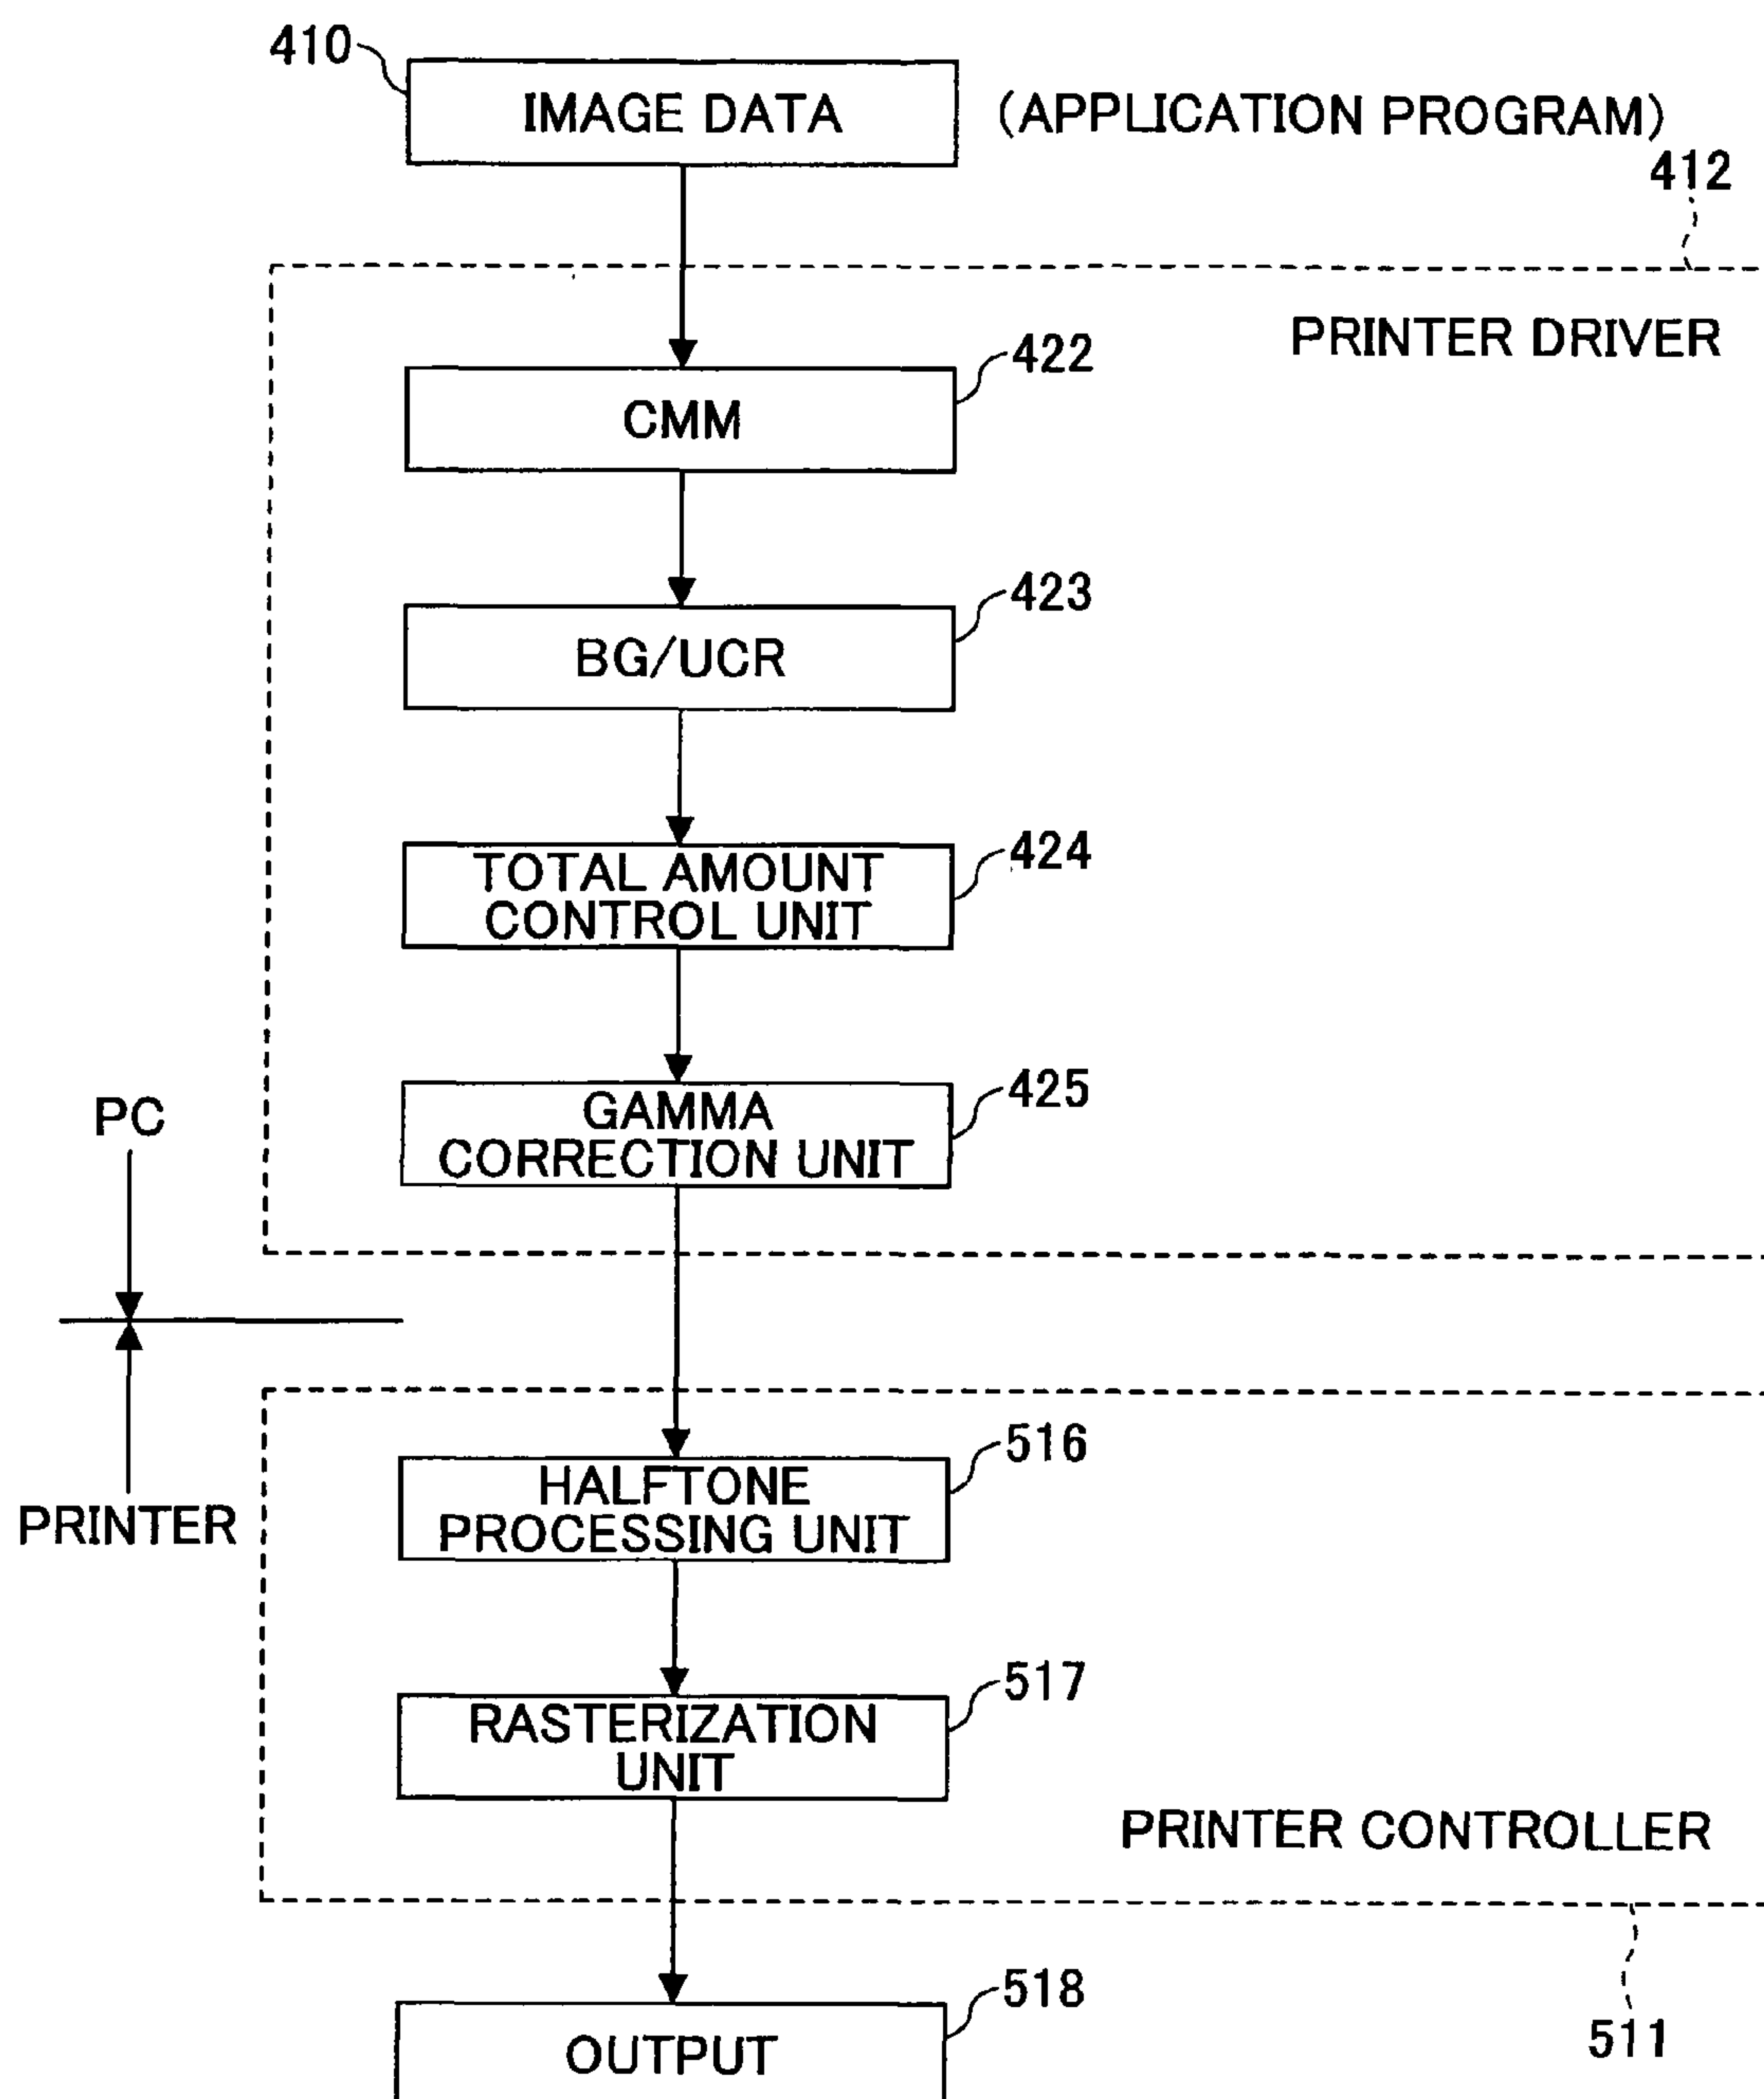 410
IMAGE DATA
(APPLICATION PROGRAM)
412
PRINTER DRIVER
422
CMM
423
BG/UCR
424
TOTAL AMOUNT
CONTROL UNIT
425
GAMMA
CORRECTION UNIT
PC
PRINTER
516
HALFTONE
PROCESSING UNIT
517
RASTERIZATION
UNIT
PRINTER CONTROLLER
518
OUTPUT
511